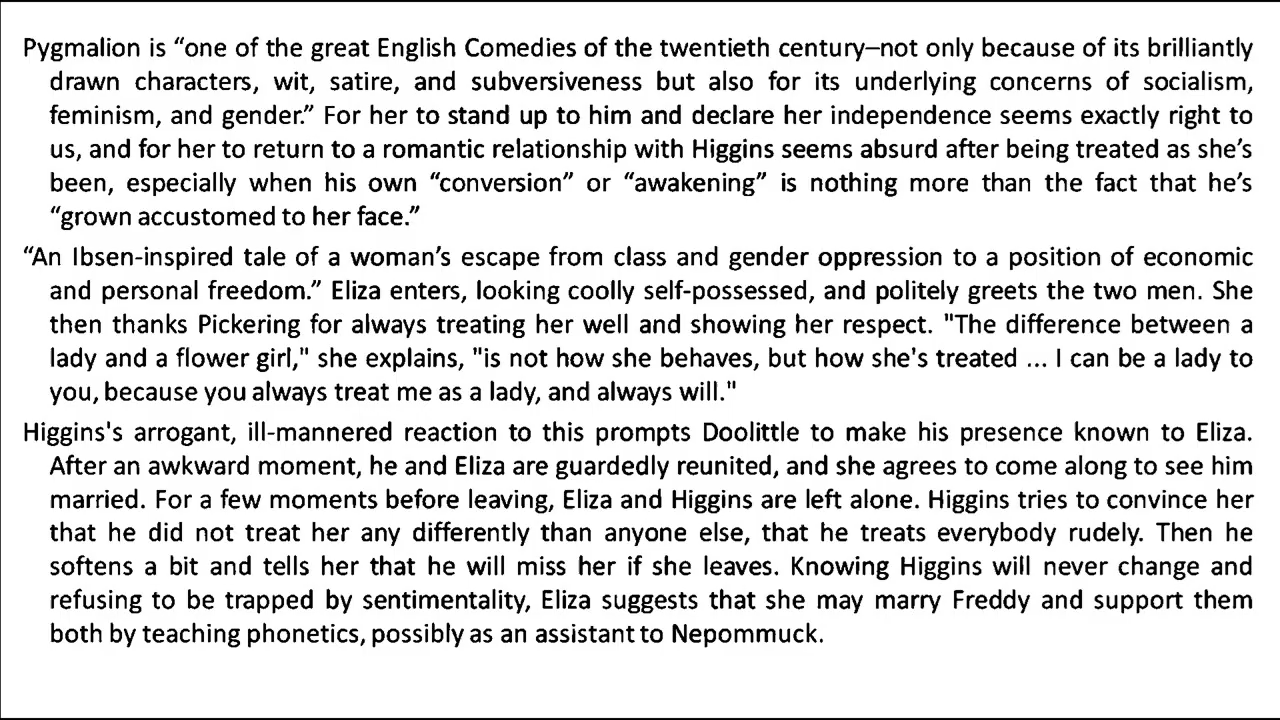 Pygmalion is “one of the great English Comedies of the twentieth century–not only because of its brilliantly
drawn characters, wit, satire, and subversiveness but also for its underlying concerns of socialism,
feminism, and gender.” For her to stand up to him and declare her independence seems exactly right to
us, and for her to return to a romantic relationship with Higgins seems absurd after being treated as she’s
been, especially when his own “conversion” or “awakening” is nothing more than the fact that he’s
“grown accustomed to her face.”
“An Ibsen-inspired tale of a woman’s escape from class and gender oppression to a position of economic
and personal freedom.” Eliza enters, looking coolly self-possessed, and politely greets the two men. She
then thanks Pickering for always treating her well and showing her respect. "The difference between a
lady and a flower girl," she explains, "is not how she behaves, but how she's treated ... I can be a lady to
you, because you always treat me as a lady, and always will."
Higgins's arrogant, ill-mannered reaction to this prompts Doolittle to make his presence known to Eliza.
After an awkward moment, he and Eliza are guardedly reunited, and she agrees to come along to see him
married. For a few moments before leaving, Eliza and Higgins are left alone. Higgins tries to convince her
that he did not treat her any differently than anyone else, that he treats everybody rudely. Then he
softens a bit and tells her that he will miss her if she leaves. Knowing Higgins will never change and
refusing to be trapped by sentimentality, Eliza suggests that she may marry Freddy and support them
both by teaching phonetics, possibly as an assistant to Nepommuck.